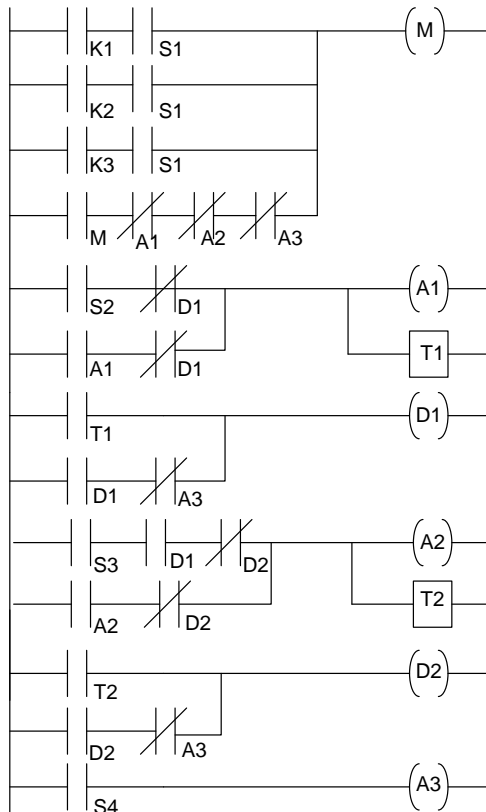 M
K1 S1
K2 S1
K3 S1
M A1 A2 A3
A1
S2 D1
T1
A1 D1
D1
T1
D1 A3
A2
S3 D1 D2
T2
A2 D2
D2
T2
D2 A3
A3
S4